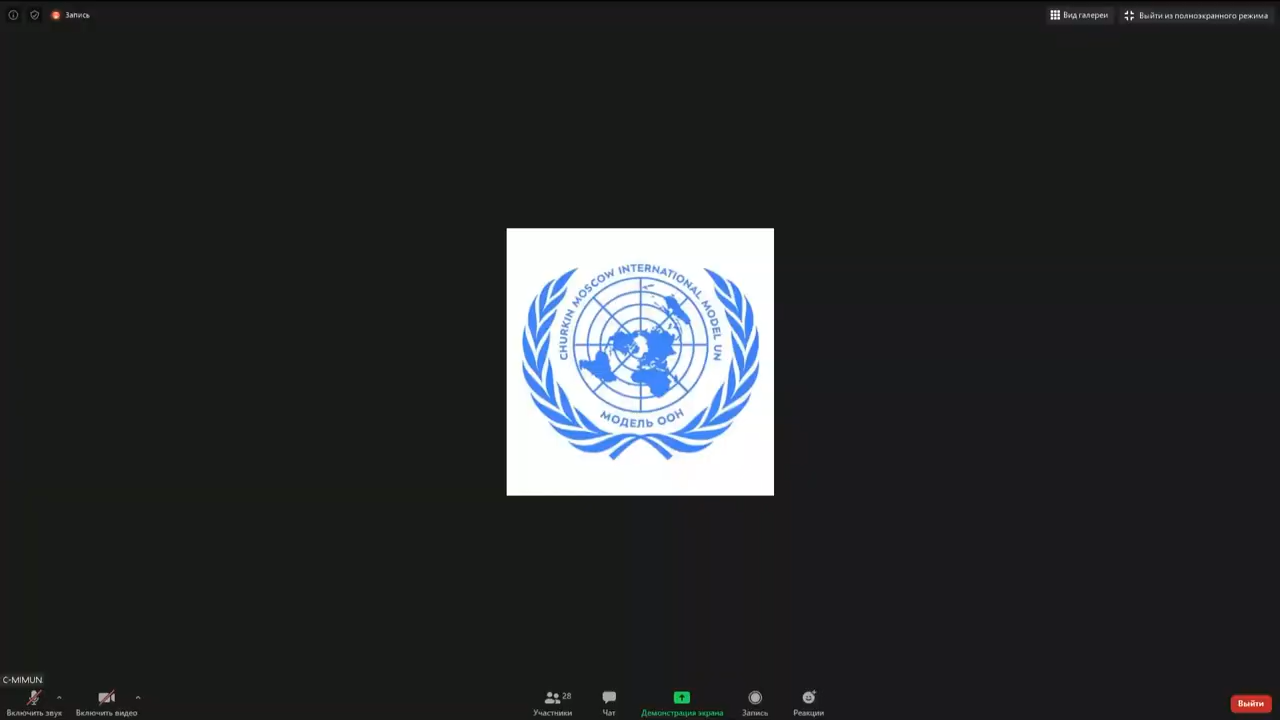 Запись
Вид галереи
Выйти из полноэкранного режима
CHURKIN MOSCOW INTERNATIONAL MODEL UN
МОДЕЛЬ ООН
C-MIMUN
Включить звук
Включить видео
28
Участники
Чат
Демонстрация экрана
Запись
Реакции
Выйти